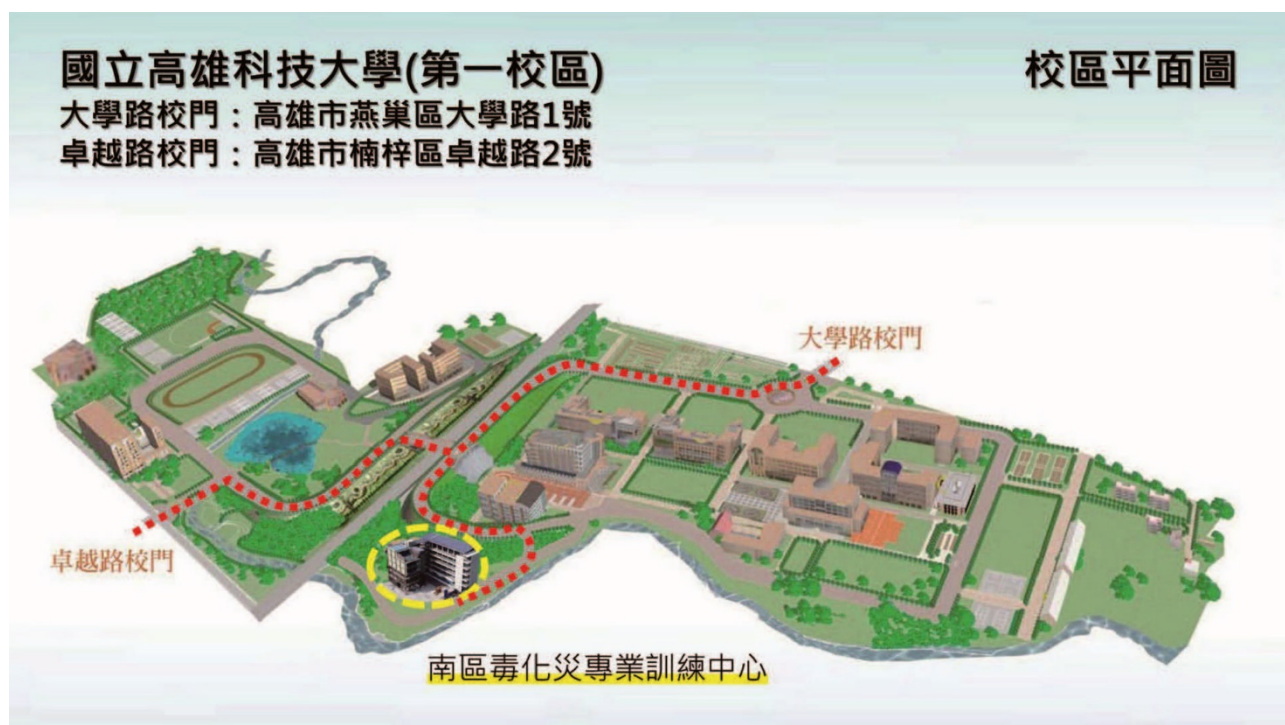 國立高雄科技大學(第一校區)
校區平面圖
大學路校門：高雄市燕巢區大學路1號
卓越路校門：高雄市楠梓區卓越路2號
大學路校門
卓越路校門
南區毒化災專業訓練中心